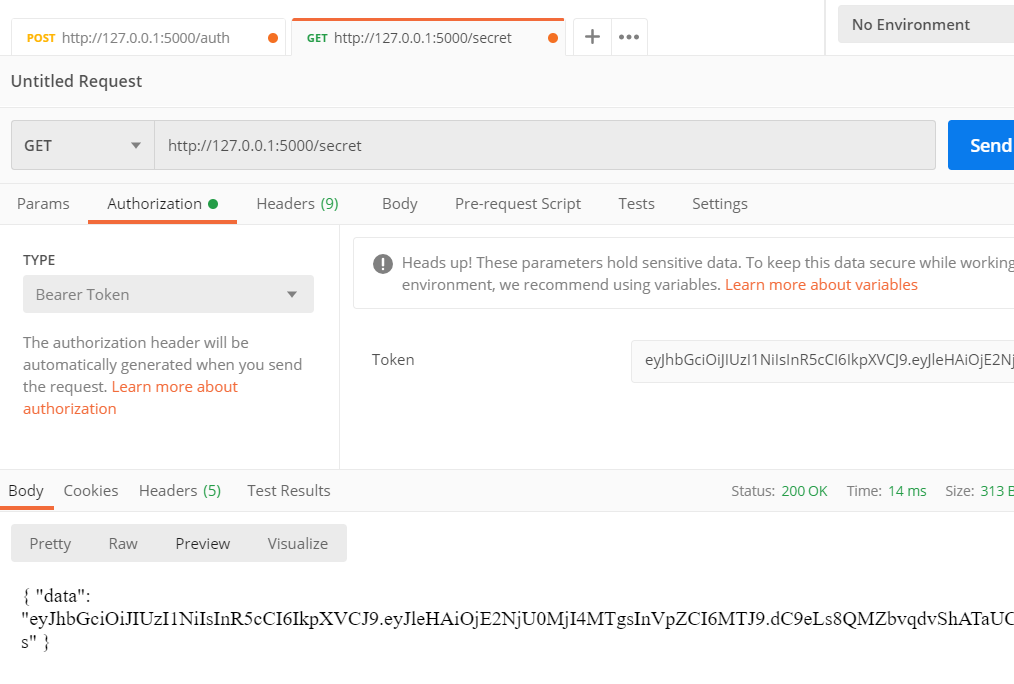 POST http://127.0.0.1:5000/auth GET http://127.0.0.1:5000/secret + ••• No Environment
Untitled Request
GET http://127.0.0.1:5000/secret Send
Params Authorization Headers (9) Body Pre-request Script Tests Settings
TYPE
Bearer Token
The authorization header will be
automatically generated when you send
the request. Learn more about
authorization
Heads up! These parameters hold sensitive data. To keep this data secure while working
environment, we recommend using variables. Learn more about variables
Token eyJhbGciOiJIUzI1NiIsInR5cCI6IkpXVCJ9.eyJleHAiOjE2Nj
Body Cookies Headers (5) Test Results Status: 200 OK Time: 14 ms Size: 313 B
Pretty Raw Preview Visualize
{ "data":
"eyJhbGciOiJIUzI1NiIsInR5cCI6IkpXVCJ9.eyJleHAiOjE2NjU0MjI4MTgsInVpZCI6MTJ9.dC9eLs8QMZbvqdvShATaUC
s" }